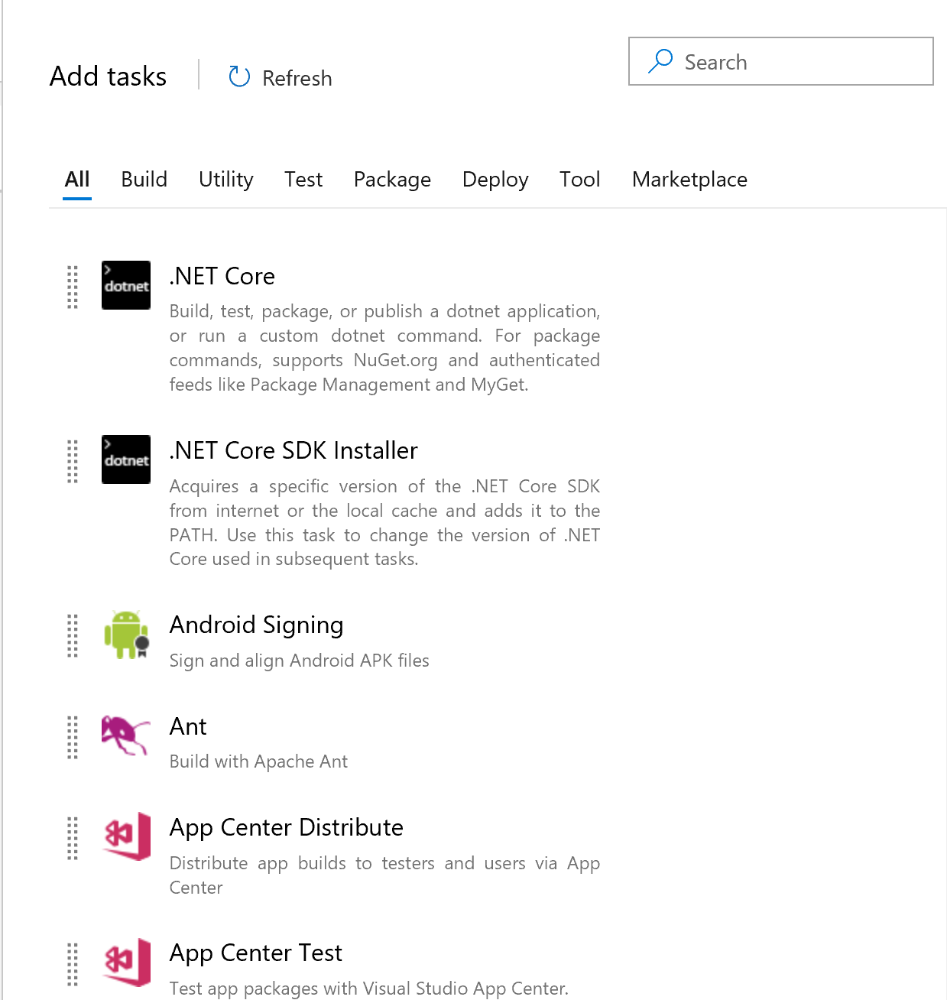 Add tasks
Refresh
Search
All Build Utility Test Package Deploy Tool Marketplace
> dotnet
.NET Core
Build, test, package, or publish a dotnet application,
or run a custom dotnet command. For package
commands, supports NuGet.org and authenticated
feeds like Package Management and MyGet.
> dotnet
.NET Core SDK Installer
Acquires a specific version of the .NET Core SDK
from internet or the local cache and adds it to the
PATH. Use this task to change the version of .NET
Core used in subsequent tasks.
Android Signing
Sign and align Android APK files
Ant
Build with Apache Ant
App Center Distribute
Distribute app builds to testers and users via App
Center
App Center Test
Test app packages with Visual Studio App Center.